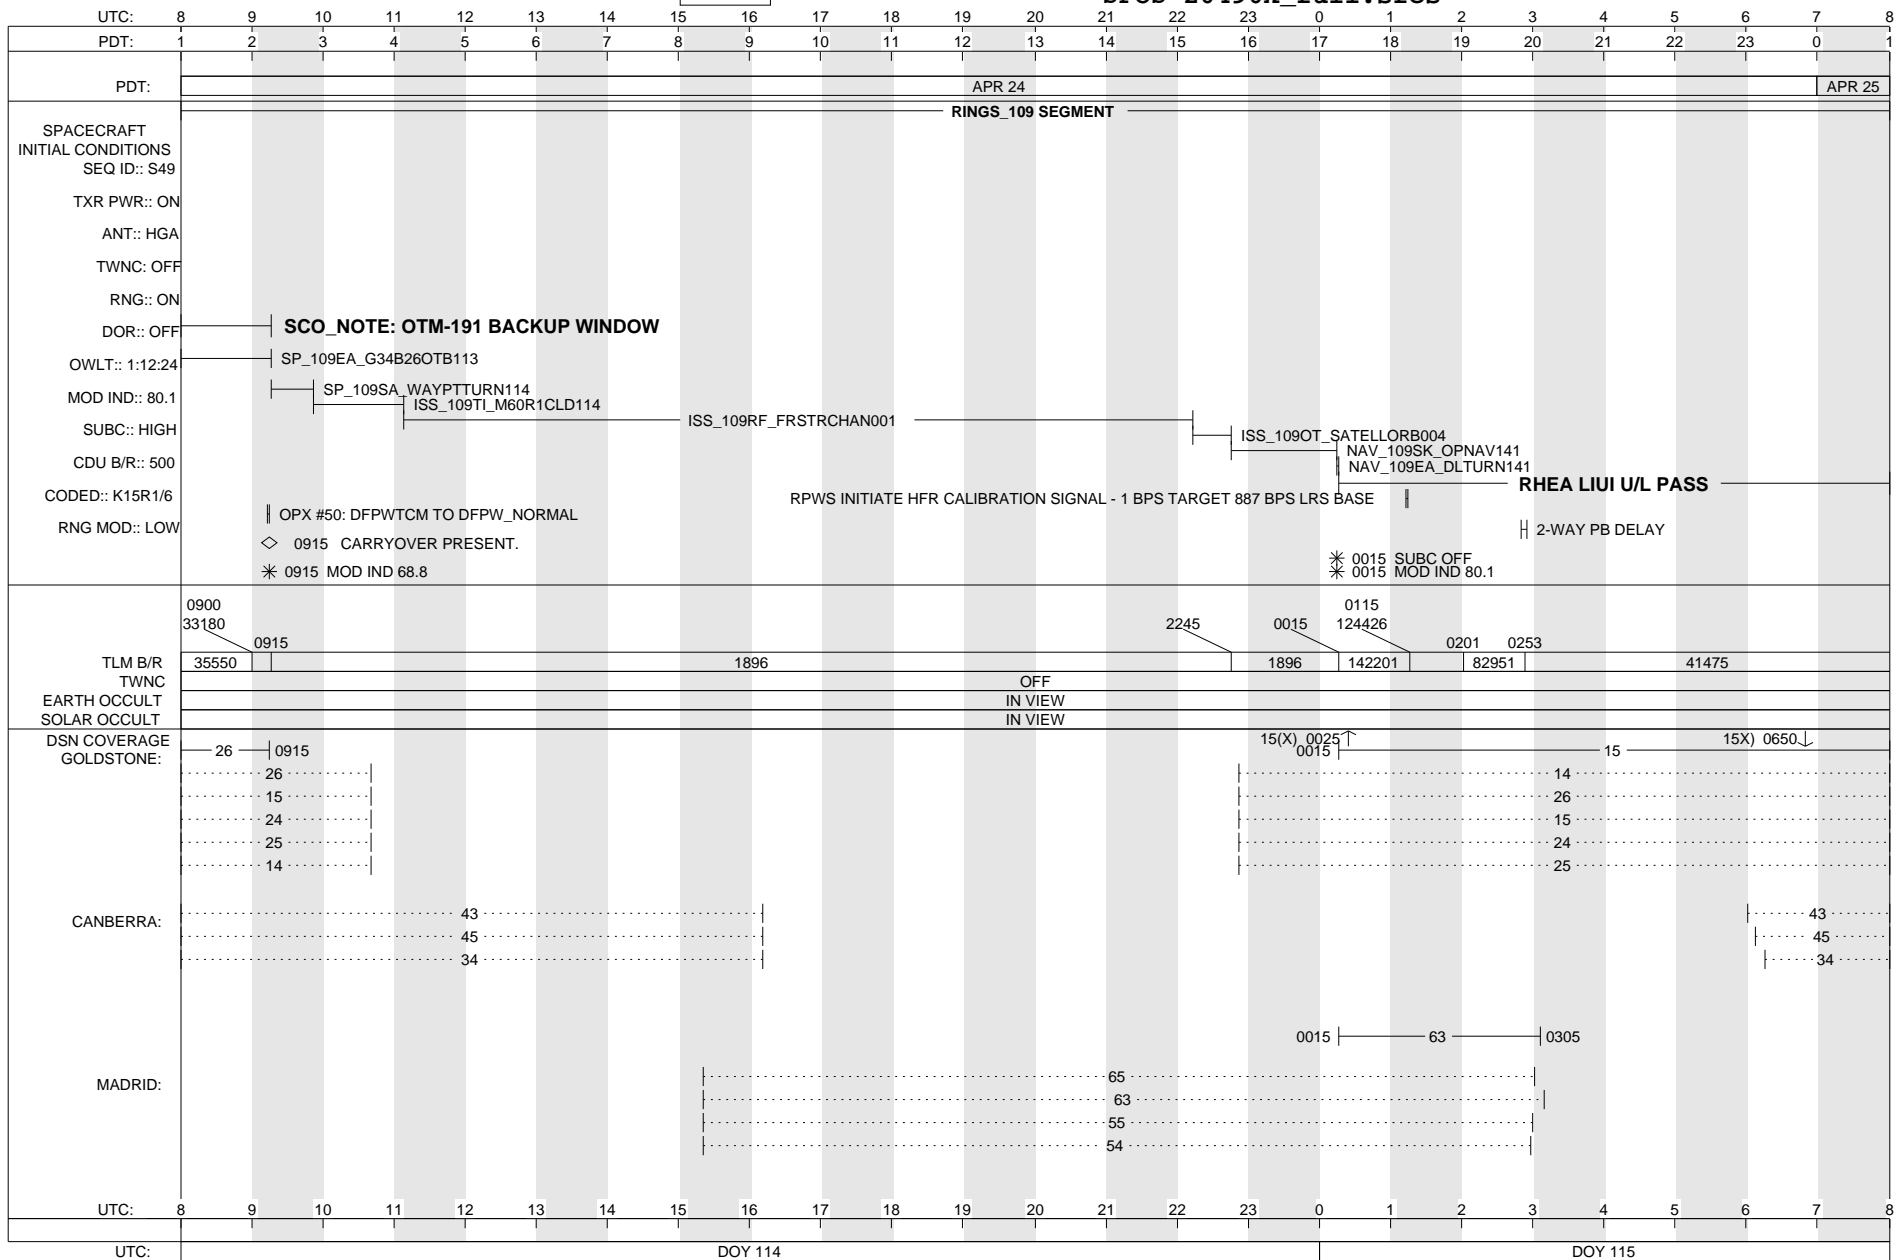 UTC: 8 9 10 11 12 13 14 15 16 17 18 19 20 21 22 23 0 1 2 3 4 5 6 7 8
PDT: 1 2 3 4 5 6 7 8 9 10 11 12 13 14 15 16 17 18 19 20 21 22 23 0 1
PDT: APR 24 APR 25
RINGS_109 SEGMENT
SPACECRAFT
INITIAL CONDITIONS
SEQ ID:: S49
TXR PWR:: ON
ANT:: HGA
TWNC: OFF
RNG:: ON
DOR:: OFF
SCO_NOTE: OTM-191 BACKUP WINDOW
OWLT:: 1:12:24
SP_109EA_G34B26OTB113
MOD IND:: 80.1
SP_109SA_WAYPTTURN114
ISS_109TI_M60R1CLD114
SUBC:: HIGH
ISS_109RF_FRSTRCHAN001
ISS_109OT_SATELLORB004
NAV_109SK_OPNAV141
CDU B/R:: 500
NAV_109EA_DLTURN141
RHEA LIUI U/L PASS
CODED:: K15R1/6
RPWS INITIATE HFR CALIBRATION SIGNAL - 1 BPS TARGET 887 BPS LRS BASE
OPX #50: DFPWTCM TO DFPW_NORMAL
RNG MOD:: LOW
2-WAY PB DELAY
0915 CARRYOVER PRESENT.
0015 SUBC OFF
0915 MOD IND 68.8
0015 MOD IND 80.1
0900 0115
33180 2245 0015 124426
0915 0201 0253
TLM B/R 35550 1896 1896 142201 82951 41475
TWNC OFF
EARTH OCCULT IN VIEW
SOLAR OCCULT IN VIEW
DSN COVERAGE 15(X) 0025 15X) 0650
GOLDSTONE: 26 0915 0015 15
26 14
15 26
24 15
25 24
14 25
CANBERRA: 43 43
45 45
34 34
0015 63 0305
MADRID: 65
63
55
54
UTC: 8 9 10 11 12 13 14 15 16 17 18 19 20 21 22 23 0 1 2 3 4 5 6 7 8
UTC: DOY 114 DOY 115